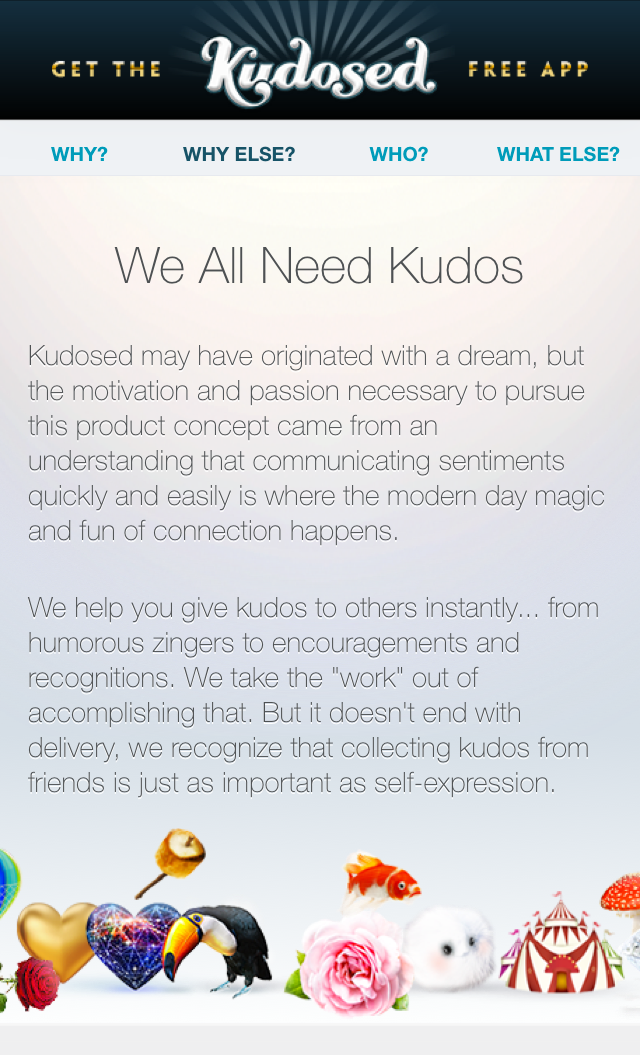 GET THE Kudosed. FREE APP
WHY? WHY ELSE? WHO? WHAT ELSE?
We All Need Kudos
Kudosed may have originated with a dream, but
the motivation and passion necessary to pursue
this product concept came from an
understanding that communicating sentiments
quickly and easily is where the modern day magic
and fun of connection happens.
We help you give kudos to others instantly... from
humorous zingers to encouragements and
recognitions. We take the "work" out of
accomplishing that. But it doesn't end with
delivery, we recognize that collecting kudos from
friends is just as important as self-expression.